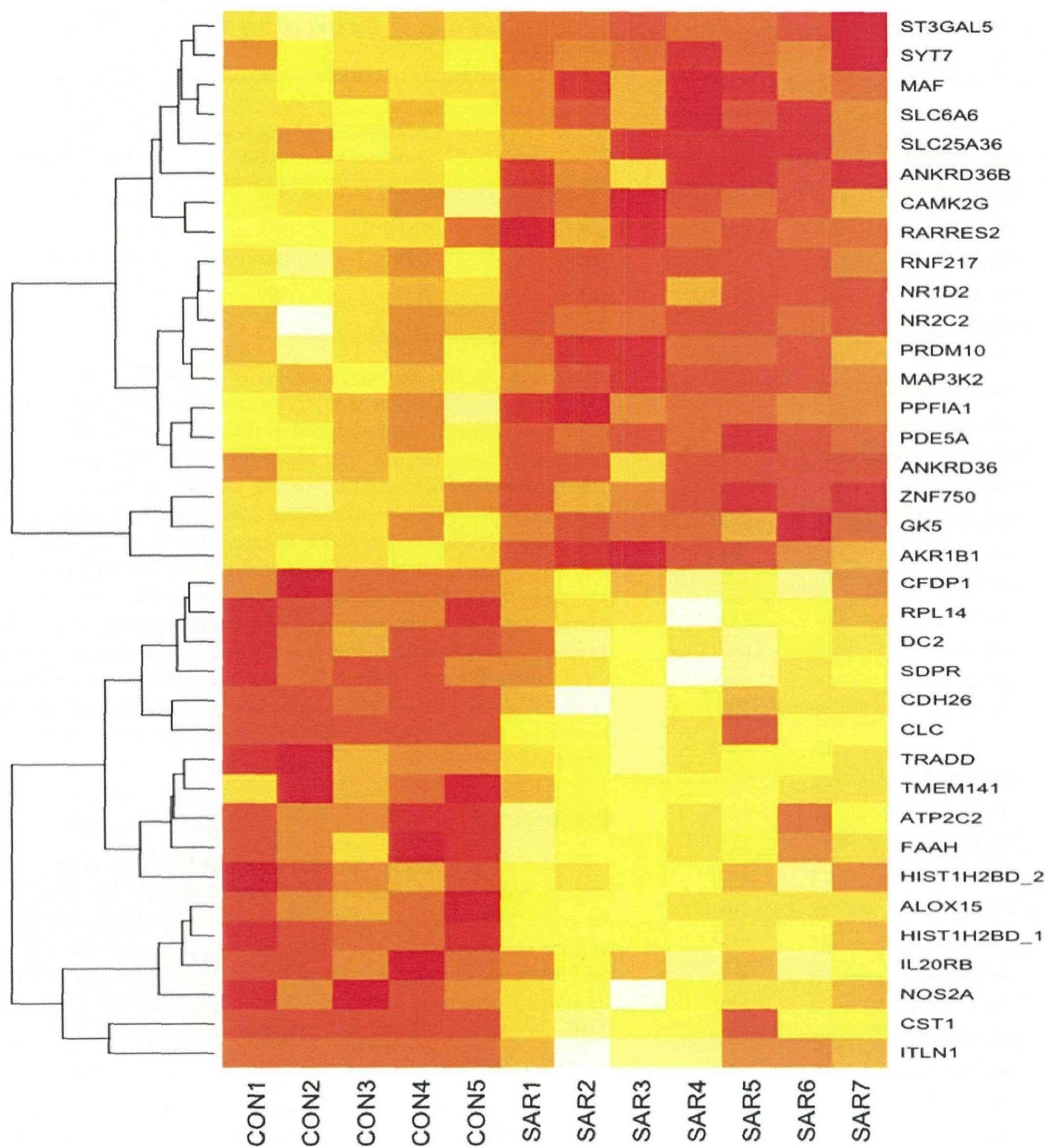 ST3GAL5
SYT7
MAF
SLC6A6
SLC25A36
ANKRD36B
CAMK2G
RARRES2
RNF217
NR1D2
NR2C2
PRDM10
MAP3K2
PPFIA1
PDE5A
ANKRD36
ZNF750
GK5
AKR1B1
CFDP1
RPL14
DC2
SDPR
CDH26
CLC
TRADD
TMEM141
ATP2C2
FAAH
HIST1H2BD_2
ALOX15
HIST1H2BD_1
IL20RB
NOS2A
CST1
ITLN1
CON1 CON2 CON3 CON4 CON5 SAR1 SAR2 SAR3 SAR4 SAR5 SAR6 SAR7